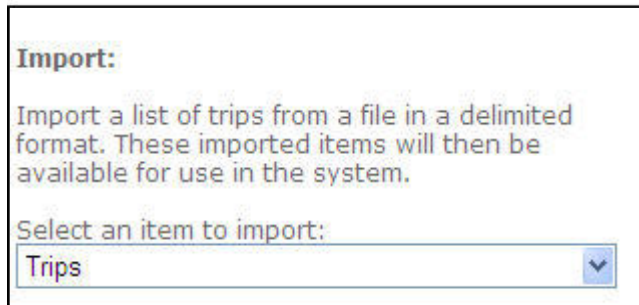 Import:
Import a list of trips from a file in a delimited
format. These imported items will then be
available for use in the system.
Select an item to import:
Trips